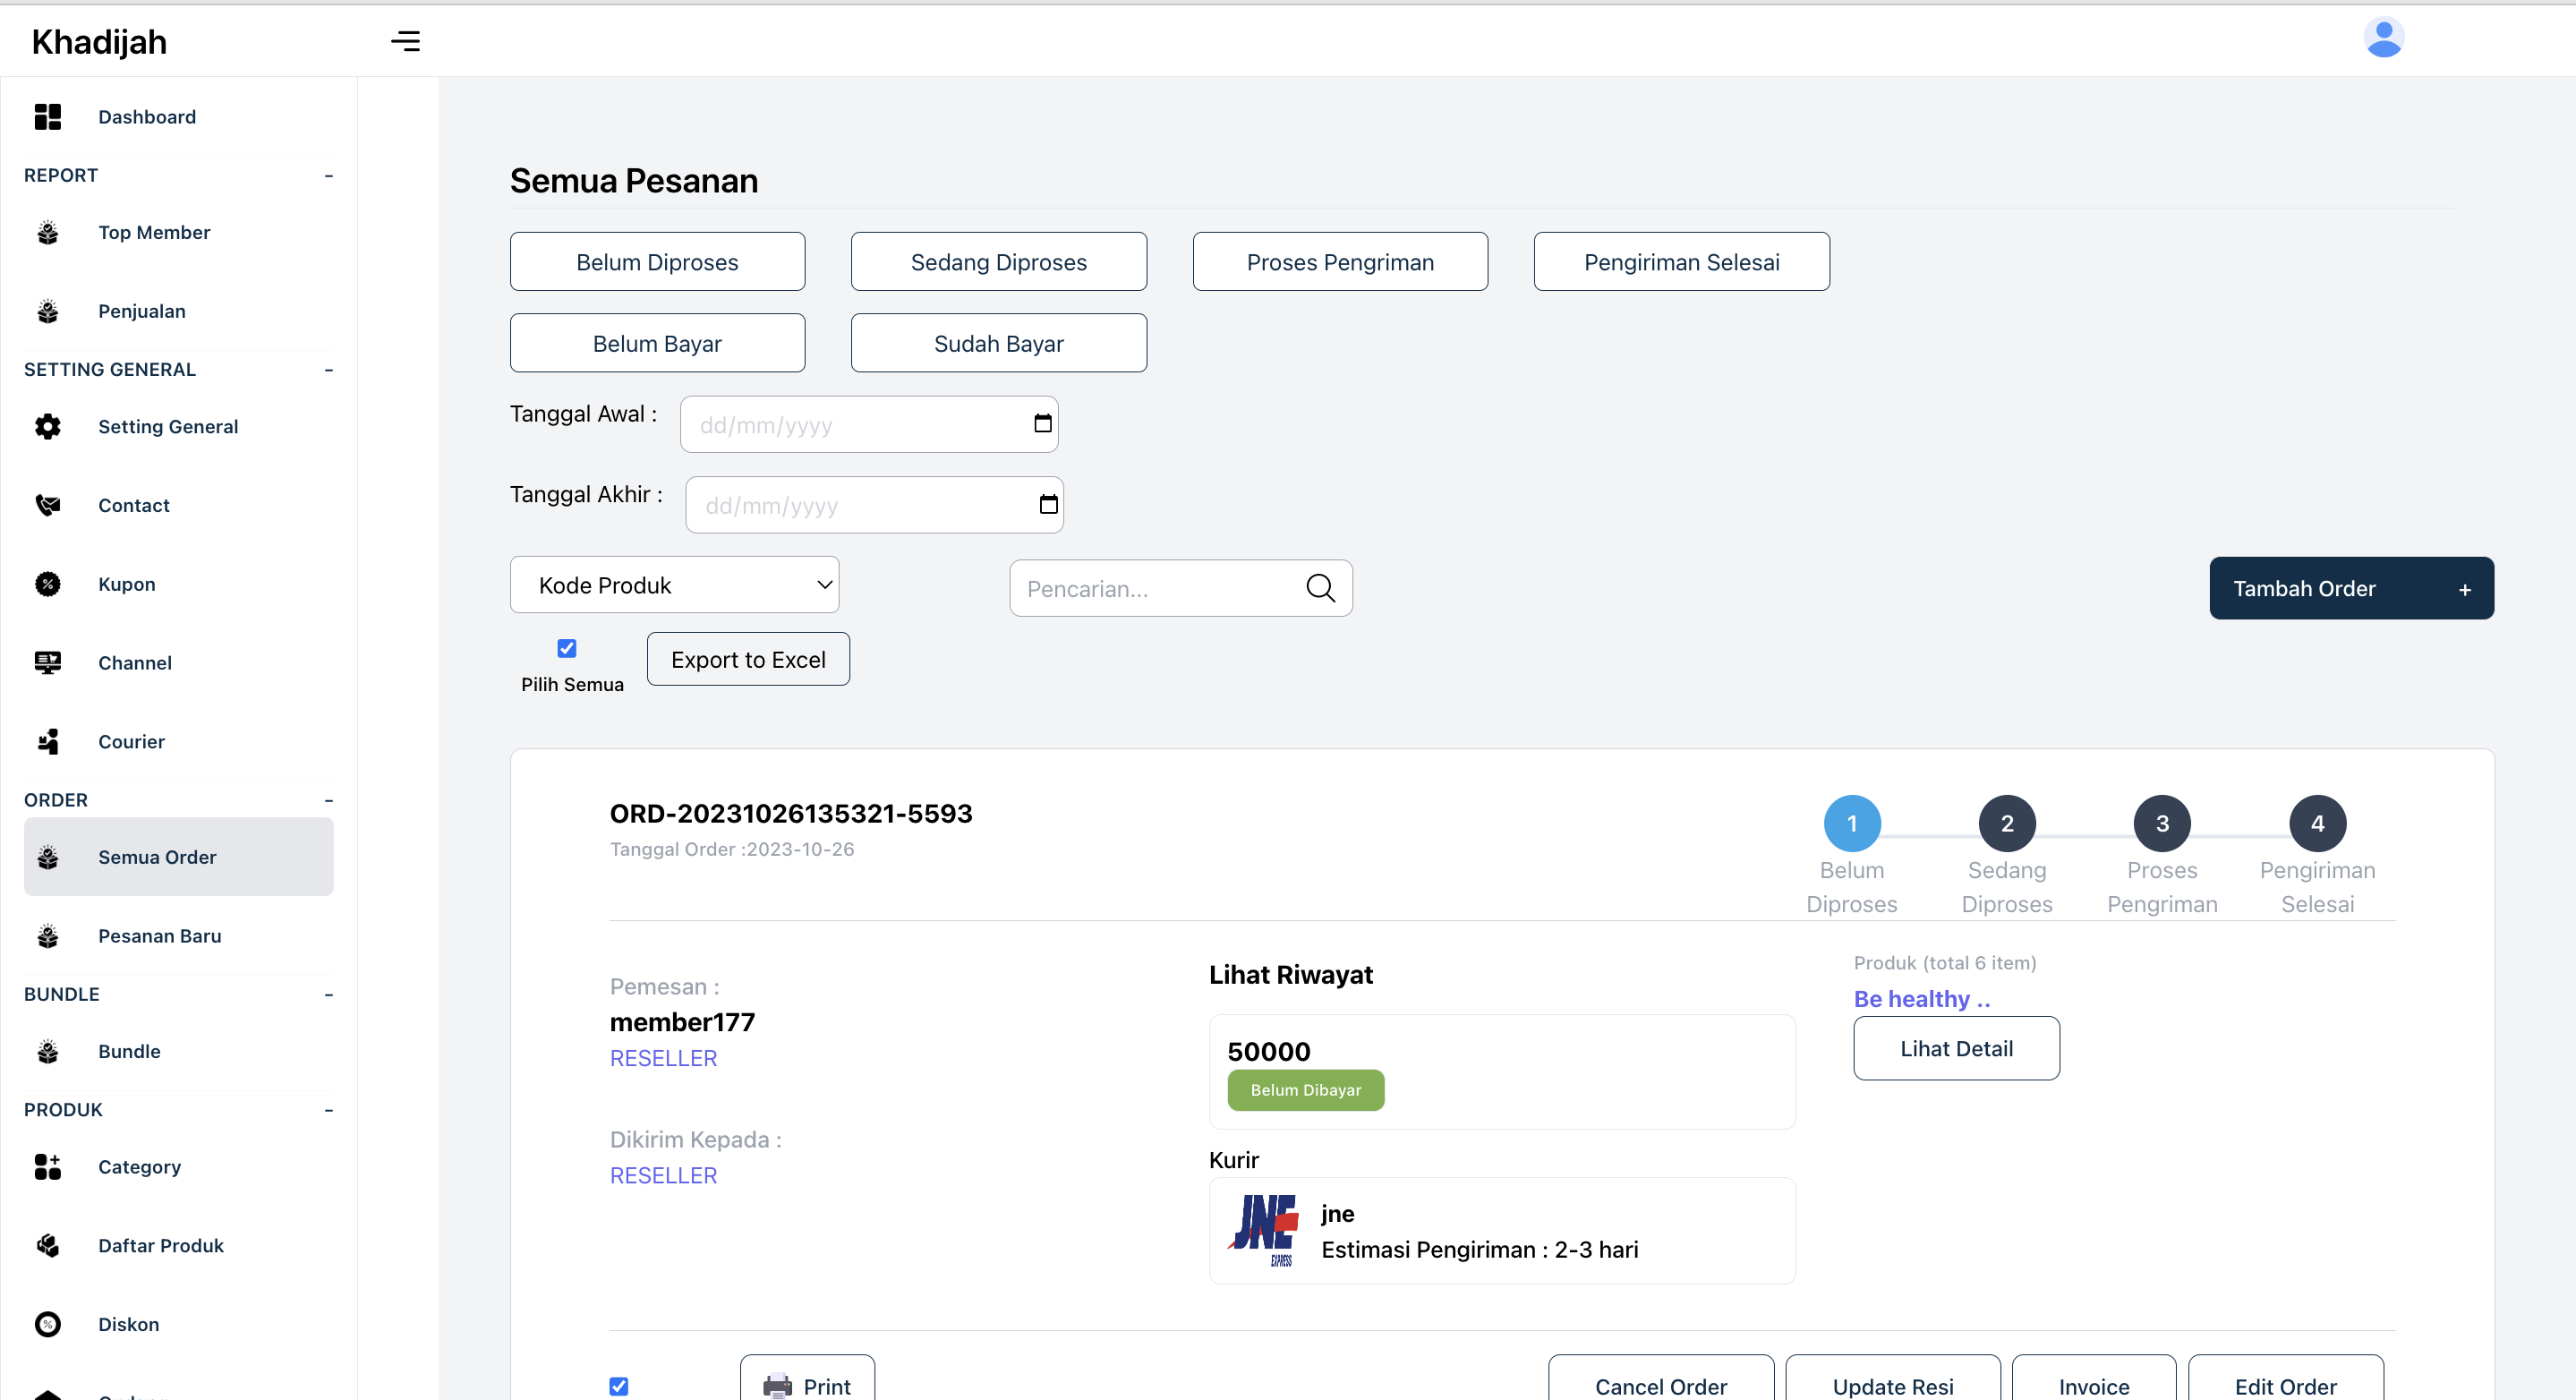 Khadijah
Dashboard
REPORT -
Top Member
Penjualan
SETTING GENERAL -
Setting General
Contact
Kupon
Channel
Courier
ORDER -
Semua Order
Pesanan Baru
BUNDLE -
Bundle
PRODUK -
Category
Daftar Produk
Diskon
Semua Pesanan
Belum Diproses Sedang Diproses Proses Pengriman Pengiriman Selesai
Belum Bayar Sudah Bayar
Tanggal Awal : dd/mm/yyyy
Tanggal Akhir : dd/mm/yyyy
Kode Produk Pencarian... Tambah Order +
Pilih Semua Export to Excel
ORD-20231026135321-5593
Tanggal Order :2023-10-26
1 2 3 4
Belum Sedang Proses Pengiriman
Diproses Diproses Pengriman Selesai
Pemesan :
member177
RESELLER
Dikirim Kepada :
RESELLER
Lihat Riwayat
50000
Belum Dibayar
Kurir
JNE
EXPRESS
jne
Estimasi Pengiriman : 2-3 hari
Produk (total 6 item)
Be healthy ..
Lihat Detail
Print Cancel Order Update Resi Invoice Edit Order